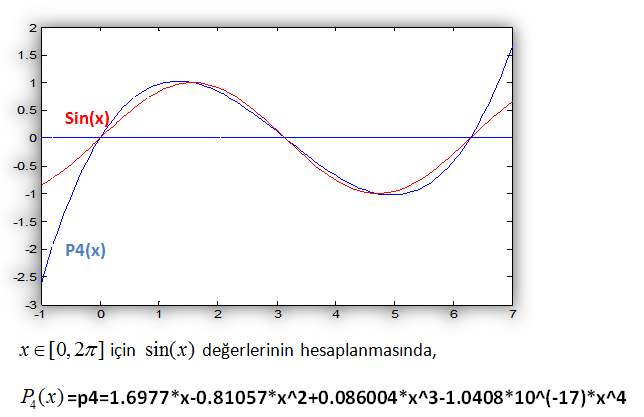 2
1.5
1
0.5
0
-0.5
-1
-1.5
-2
-2.5
-3
Sin(x)
P4(x)
-1 0 1 2 3 4 5 6 7
x ∈ [0, 2π] için sin(x) değerlerinin hesaplanmasında,
P₄(x)=p4=1.6977*x-0.81057*x^2+0.086004*x^3-1.0408*10^(-17)*x^4